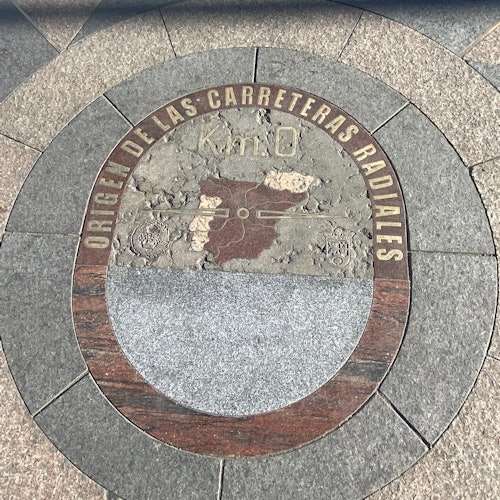 ORIGEN DE LAS CARRETERAS RADIALES
Km.0